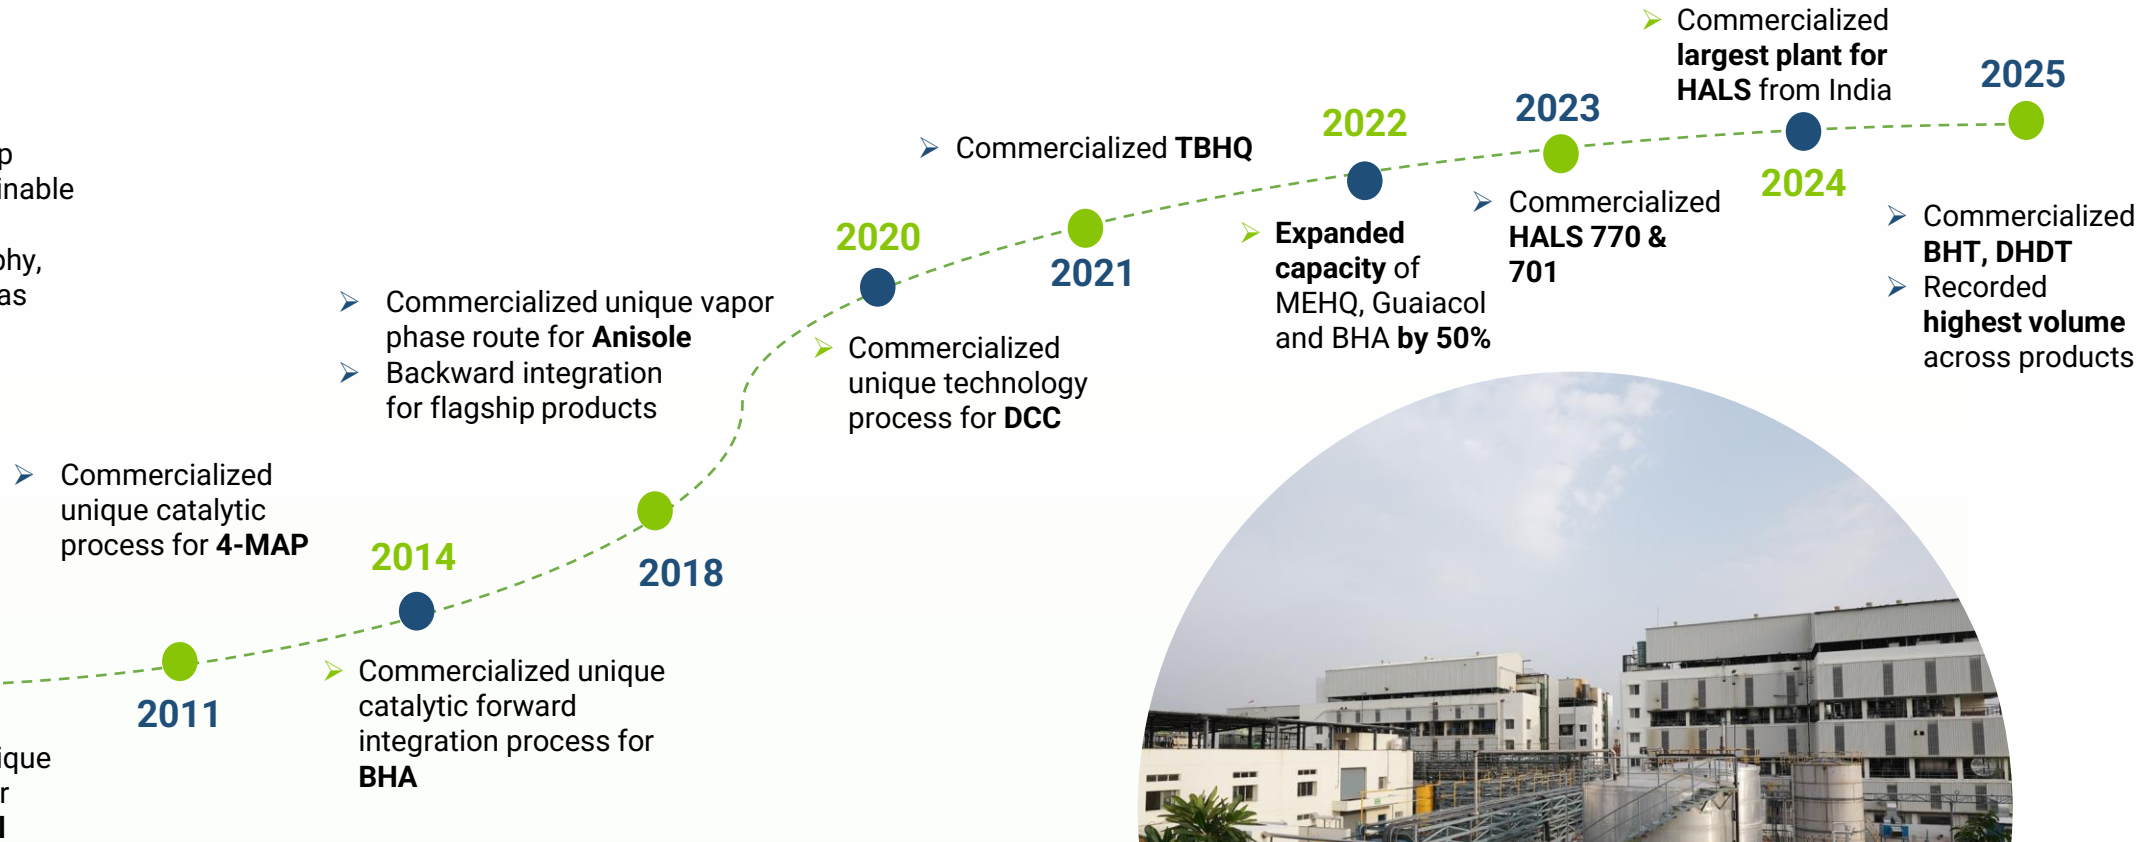 inable
as
Commercialized
unique catalytic
process for 4-MAP
2011
2014
Commercialized unique
catalytic forward
integration process for
BHA
Commercialized unique vapor
phase route for Anisole
Backward integration
for flagship products
2018
2020
Commercialized
unique technology
process for DCC
Commercialized TBHQ
2021
2022
Expanded
capacity of
MEHQ, Guaiacol
and BHA by 50%
2023
Commercialized
HALS 770 &
701
Commercialized
largest plant for
HALS from India
2024
2025
Commercialized
BHT, DHDT
Recorded
highest volume
across products